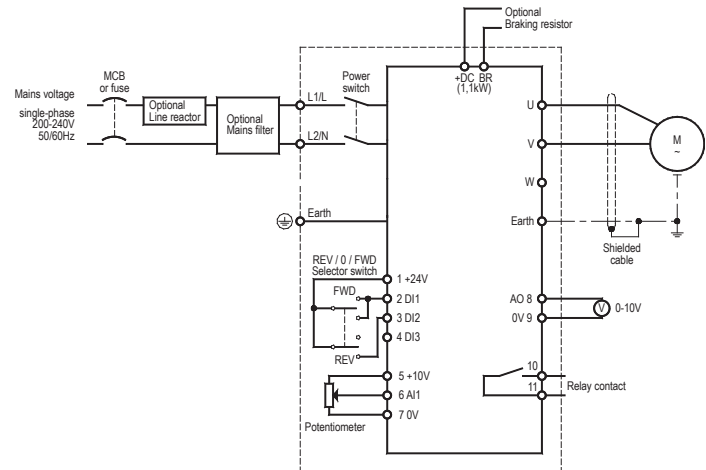 Optional
Braking resistor
+DC BR
(1,1kW)
MCB
or fuse
Mains voltage
single-phase
200-240V
50/60Hz
Optional
Line reactor
Optional
Mains filter
L1/L
L2/N
Power
switch
U
V
W
M
~
Earth
Earth
Shielded
cable
REV / 0 / FWD
Selector switch
FWD
REV
1 +24V
2 DI1
3 DI2
4 DI3
5 +10V
6 AI1
7 0V
Potentiometer
AO 8
0V 9
V
0-10V
10
11
Relay contact